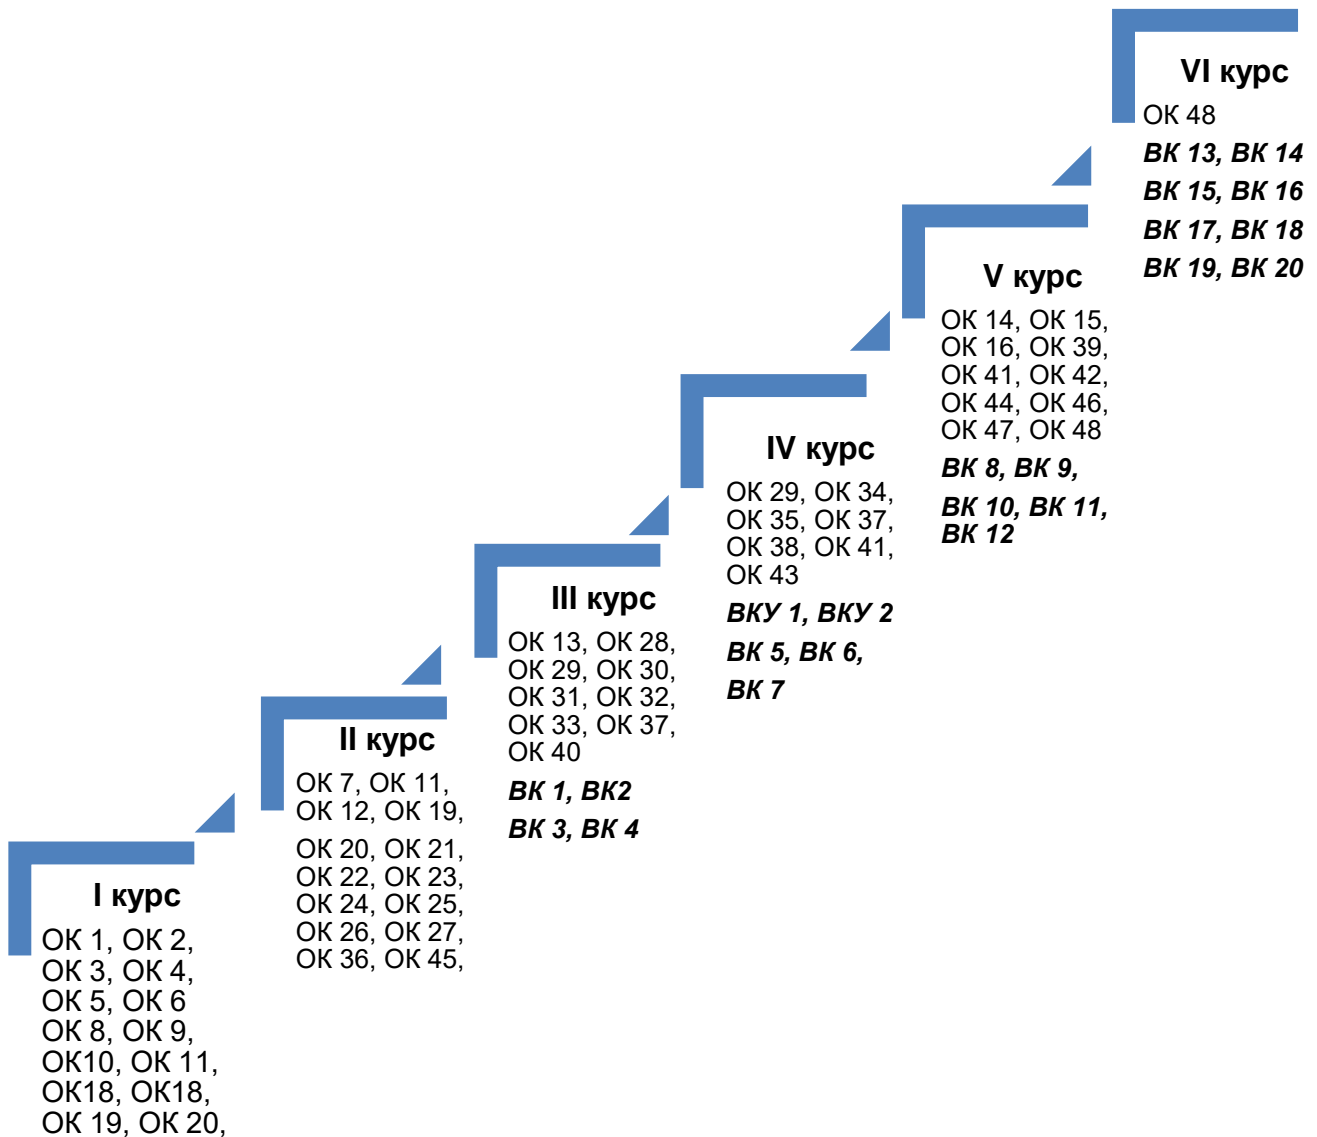 VI курс
ОК 48
ВК 13, ВК 14
ВК 15, ВК 16
ВК 17, ВК 18
ВК 19, ВК 20
V курс
ОК 14, ОК 15,
ОК 16, ОК 39,
ОК 41, ОК 42,
ОК 44, ОК 46,
ОК 47, ОК 48
ВК 8, ВК 9,
ВК 10, ВК 11,
ВК 12
IV курс
ОК 29, ОК 34,
ОК 35, ОК 37,
ОК 38, ОК 41,
ОК 43
ВКУ 1, ВКУ 2
ВК 5, ВК 6,
ВК 7
III курс
ОК 13, ОК 28,
ОК 29, ОК 30,
ОК 31, ОК 32,
ОК 33, ОК 37,
ОК 40
ВК 1, ВК2
ВК 3, ВК 4
II курс
ОК 7, ОК 11,
ОК 12, ОК 19,
ОК 20, ОК 21,
ОК 22, ОК 23,
ОК 24, ОК 25,
ОК 26, ОК 27,
ОК 36, ОК 45,
I курс
ОК 1, ОК 2,
ОК 3, ОК 4,
ОК 5, ОК 6
ОК 8, ОК 9,
ОК10, ОК 11,
ОК18, ОК18,
ОК 19, ОК 20,